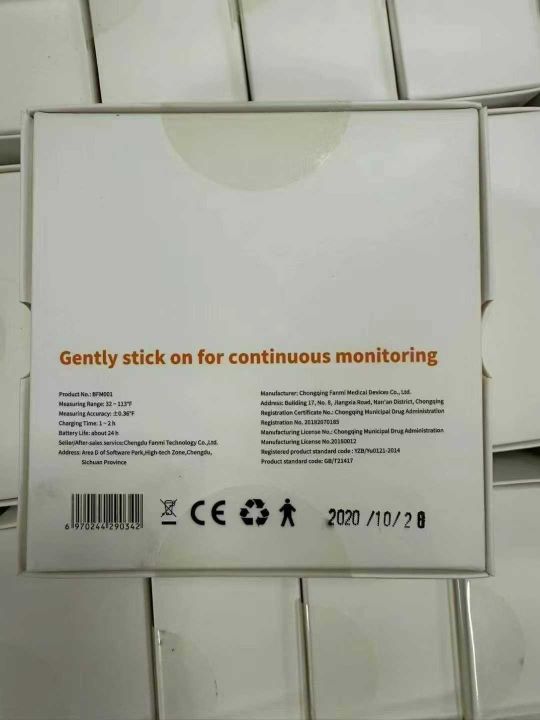 Gently stick on for continuous monitoring
Product No.: BFM001
Measuring Range: 32 ~ 113°F
Measuring Accuracy: ±0.36°F
Charging Time: 1 ~ 2 h
Battery Life: about 24 h
Seller/After-sales service:Chengdu Fanmi Technology Co.,Ltd.
Address: Area D of Software Park,High-tech Zone,Chengdu,
Sichuan Province
Manufacturer: Chongqing Fanmi Medical Devices Co., Ltd.
Address: Building 17, No. 8, Jiangxia Road, Nan'an District, Chongqing
Registration Certificate No.: Chongqing Municipal Drug Administration
Registration No. 20182070185
Manufacturing License No.: Chongqing Municipal Drug Administration
Manufacturing License No.20160012
Registered product standard code : YZB/Yu0121-2014
Product standard code: GB/T21417
6 970244 290342
CE
2020 /10/2